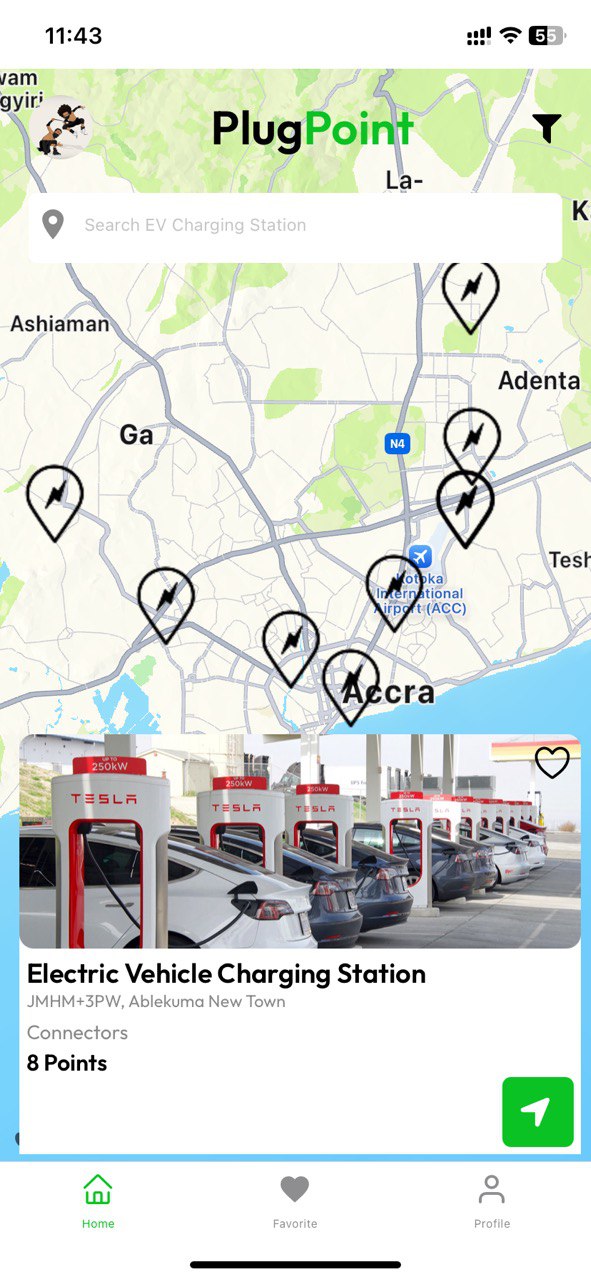 11:43
55
wam
gyiri
PlugPoint
La-
K
Search EV Charging Station
Ashiaman
Adenta
Ga
N4
Tesh
Kotoka
International
Airport (ACC)
Accra
UP TO
250kW
TESLA
250kW
TESLA
250kW
TESLA
250kW
TESLA
Electric Vehicle Charging Station
JMHM+3PW, Ablekuma New Town
Connectors
8 Points
Home
Favorite
Profile